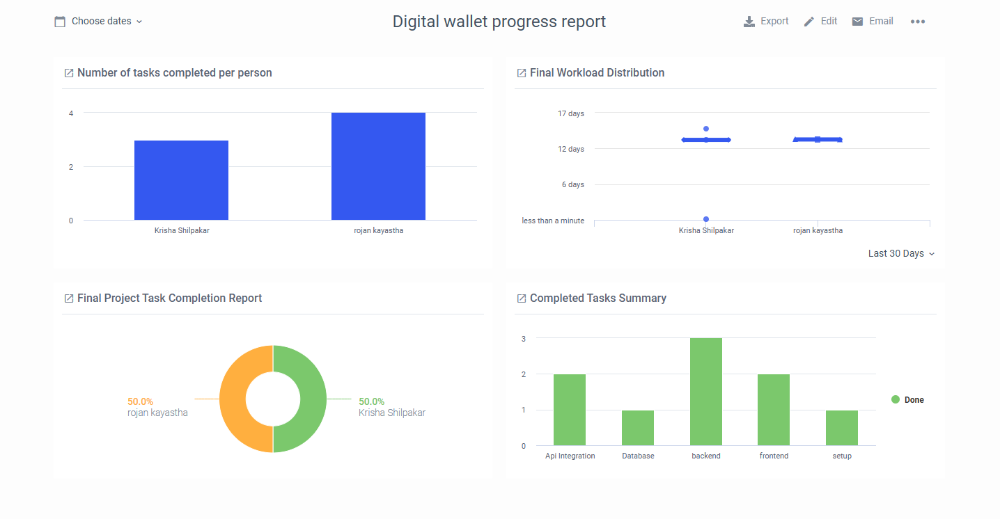 Choose dates
Digital wallet progress report
Export
Edit
Email
Number of tasks completed per person
4
2
0
Krisha Shilpakar
rojan kayastha
Final Workload Distribution
17 days
12 days
6 days
less than a minute
Krisha Shilpakar
rojan kayastha
Last 30 Days
Final Project Task Completion Report
50.0%
rojan kayastha
50.0%
Krisha Shilpakar
Completed Tasks Summary
3
2
1
0
Api Integration
Database
backend
frontend
setup
Done